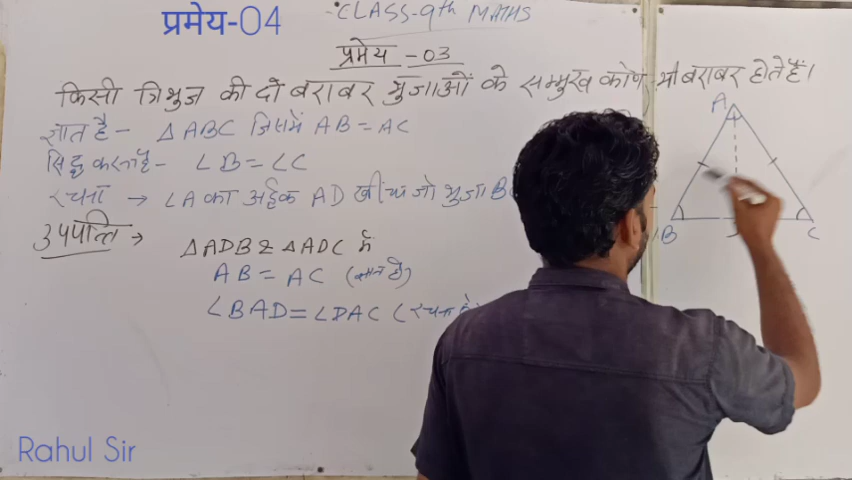 प्रमेय-04
CLASS-9th MATHS
प्रमेय -03
किसी त्रिभुज की दो बराबर भुजाओं के सम्मुख कोण भी बराबर होते हैं।
ज्ञात है- △ABC जिसमें AB = AC
सिद्ध करना है- ∠B = ∠C
रचना → ∠A का अर्द्धक AD खींचा जो भुजा B
उपपत्ति →
△ADB ≅ △ADC में
AB = AC (ज्ञात है)
∠BAD = ∠DAC (रचना से
A
B
C
Rahul Sir